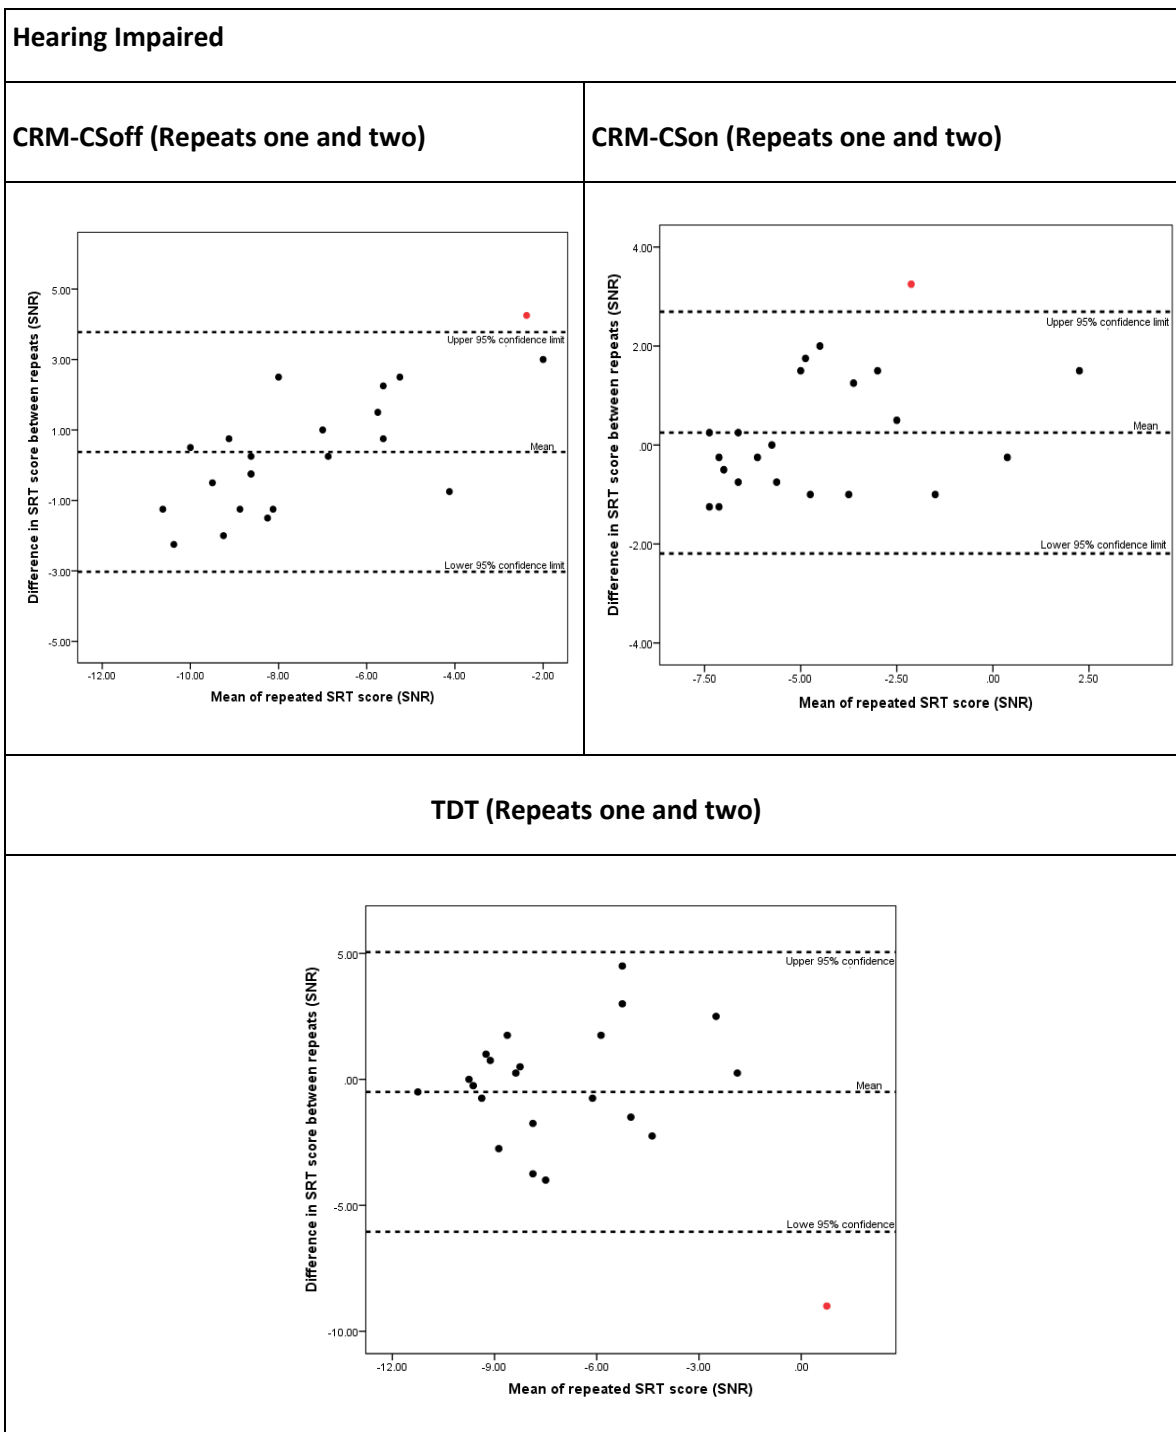 Hearing Impaired
CRM-CSoff (Repeats one and two)
CRM-CSon (Repeats one and two)
Difference in SRT score between repeats (SNR)
5.00
3.00
1.00
-1.00
-3.00
-5.00
Upper 95% confidence limit
Mean
Lower 95% confidence limit
-12.00 -10.00 -8.00 -6.00 -4.00 -2.00
Mean of repeated SRT score (SNR)
Difference in SRT score between repeats (SNR)
4.00
2.00
.00
-2.00
-4.00
Upper 95% confidence limit
Mean
Lower 95% confidence limit
-7.50 -5.00 -2.50 .00 2.50
Mean of repeated SRT score (SNR)
TDT (Repeats one and two)
Difference in SRT score between repeats (SNR)
5.00
.00
-5.00
-10.00
Upper 95% confidence
Mean
Lowe 95% confidence
-12.00 -9.00 -6.00 -3.00 .00
Mean of repeated SRT score (SNR)